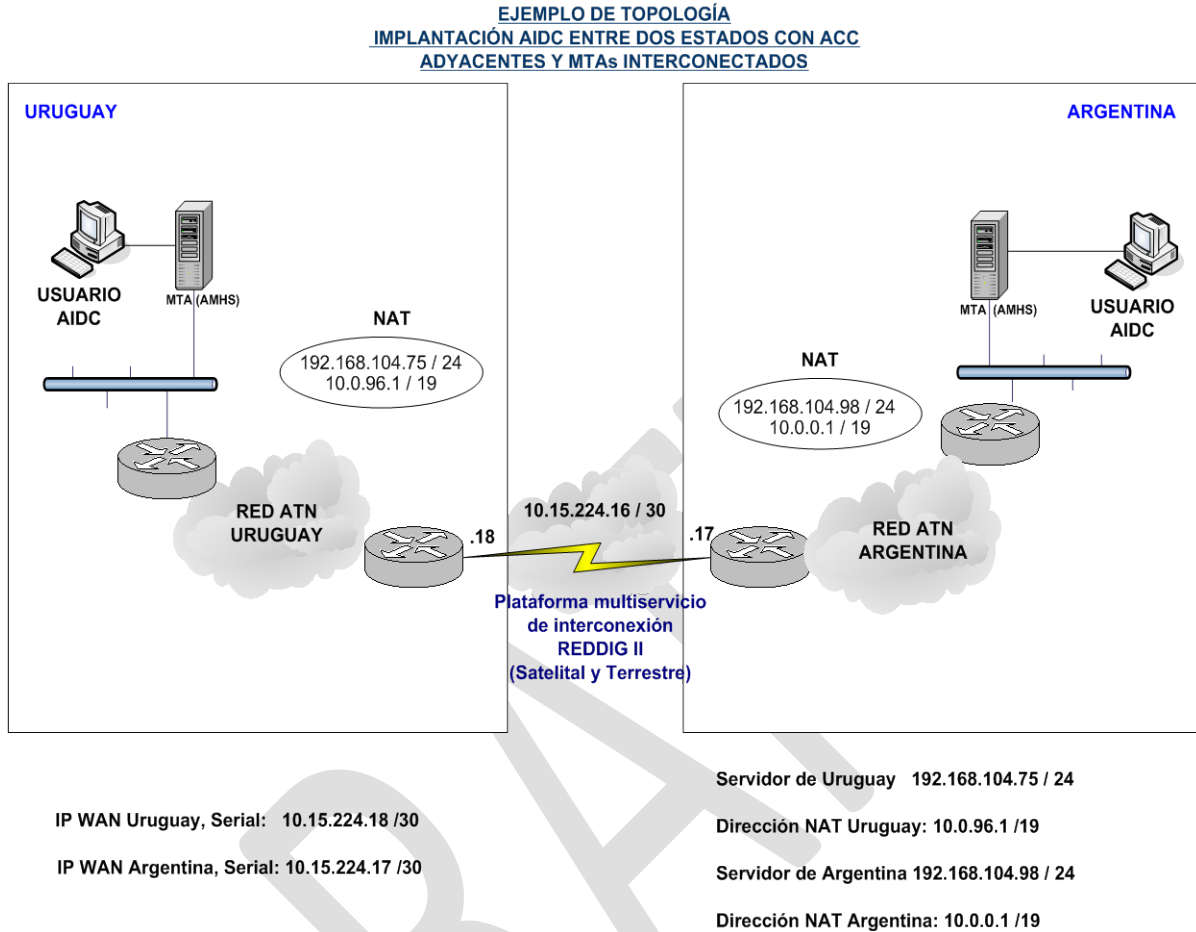 EJEMPLO DE TOPOLOGÍA
IMPLANTACIÓN AIDC ENTRE DOS ESTADOS CON ACC
ADYACENTES Y MTAs INTERCONECTADOS
URUGUAY
ARGENTINA
USUARIO
AIDC
MTA (AMHS)
NAT
192.168.104.75 / 24
10.0.96.1 / 19
MTA (AMHS)
USUARIO
AIDC
NAT
192.168.104.98 / 24
10.0.0.1 / 19
RED ATN
URUGUAY
.18
10.15.224.16 / 30
.17
RED ATN
ARGENTINA
Plataforma multiservicio
de interconexión
REDDIG II
(Satelital y Terrestre)
IP WAN Uruguay, Serial: 10.15.224.18 /30
IP WAN Argentina, Serial: 10.15.224.17 /30
Servidor de Uruguay 192.168.104.75 / 24
Dirección NAT Uruguay: 10.0.96.1 /19
Servidor de Argentina 192.168.104.98 / 24
Dirección NAT Argentina: 10.0.0.1 /19